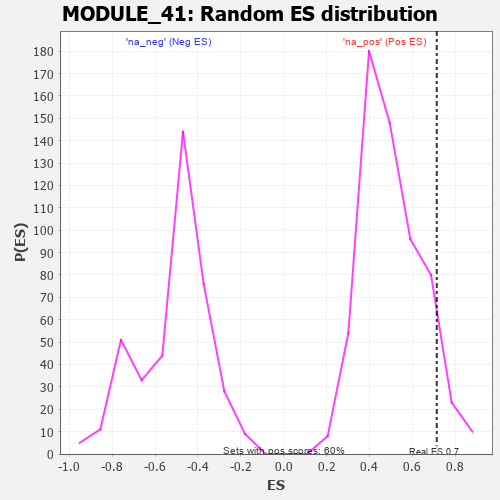 MODULE_41: Random ES distribution
'na_neg' (Neg ES)
'na_pos' (Pos ES)
180
170
160
150
140
130
120
110
100
90
80
70
60
50
40
30
20
10
0
P(ES)
Sets with pos scores: 60%
Real ES 0.7
-1.0 -0.8 -0.6 -0.4 -0.2 0.0 0.2 0.4 0.6 0.8
ES